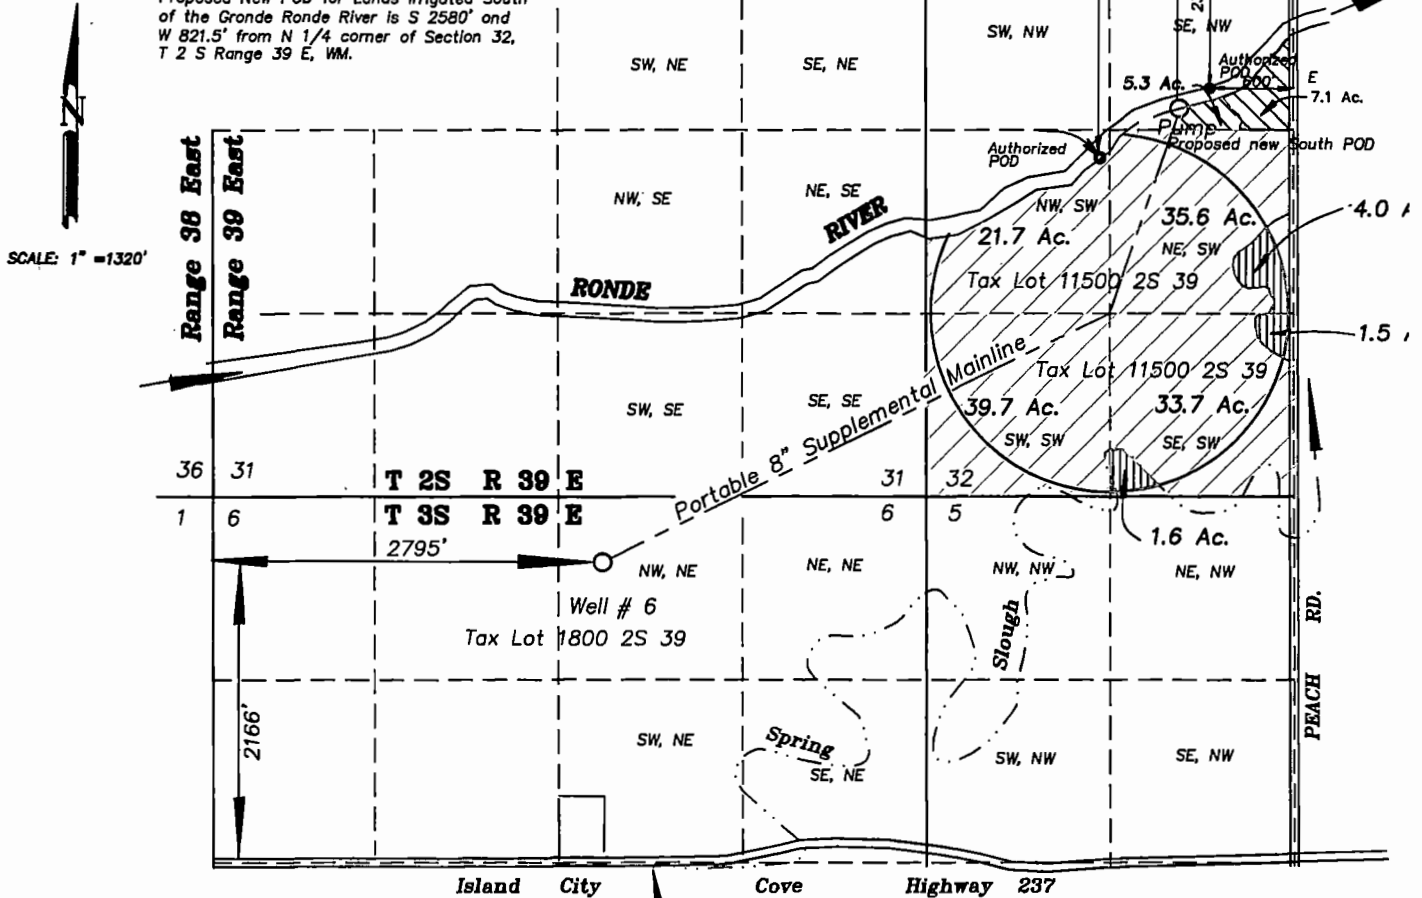 of the Gronde Ronde River is S 2580' and
W 821.5' from N 1/4 corner of Section 32,
T 2 S Range 39 E, WM.
SW, NW
SE, NW
SW, NE
SE, NE
Authorized
POD
600'
5.3 Ac.
E
7.1 Ac.
N
Pump
Proposed new South POD
Authorized
POD
SCALE: 1" =1320'
Range 38 East
Range 39 East
NW, SE
NE, SE
RIVER
NW, SW
35.6 Ac.
4.0
21.7 Ac.
NE, SW
RONDE
Tax Lot 11500 2S 39
1.5
Tax Lot 11500 2S 39
SW, SE
SE, SE
39.7 Ac.
33.7 Ac.
SW, SW
SE, SW
Portable 8" Supplemental Mainline
36 31
T 2S R 39 E
31 32
1 6
T 3S R 39 E
6 5
2795'
1.6 Ac.
NW, NE
NE, NE
NW, NW
NE, NW
Well # 6
Tax Lot 1800 2S 39
Slough
PEACH RD.
2166'
SW, NE
Spring
SE, NE
SW, NW
SE, NW
Island City Cove Highway 237